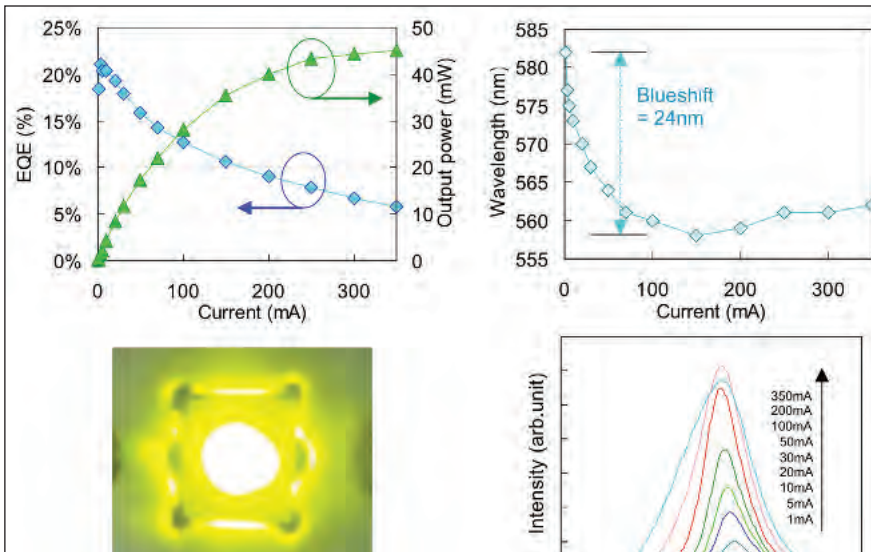 25%
20%
15%
10%
5%
0%
EQE (%)
50
40
30
20
10
0
Output power (mW)
0
100
200
300
Current (mA)
585
580
575
570
565
560
555
Wavelength (nm)
Blueshift
= 24nm
0
100
200
300
Current (mA)
Intensity (arb.unit)
350mA
200mA
100mA
50mA
30mA
20mA
10mA
5mA
1mA